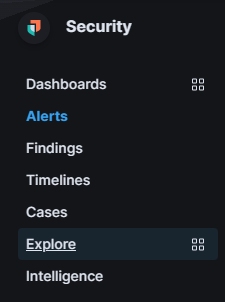 Security
Dashboards
Alerts
Findings
Timelines
Cases
Explore
Intelligence